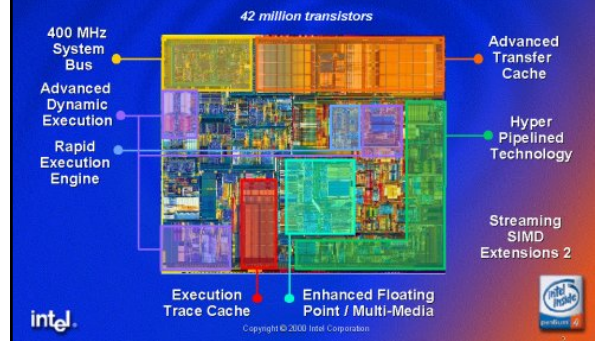 42 million transistors
400 MHz
System
Bus
Advanced
Transfer
Cache
Advanced
Dynamic
Execution
Hyper
Pipelined
Technology
Rapid
Execution
Engine
Streaming
SIMD
Extensions 2
Execution
Trace Cache
Enhanced Floating
Point / Multi-Media
Copyright © 2000 Intel Corporation
intel.
intel
inside
pentium 4